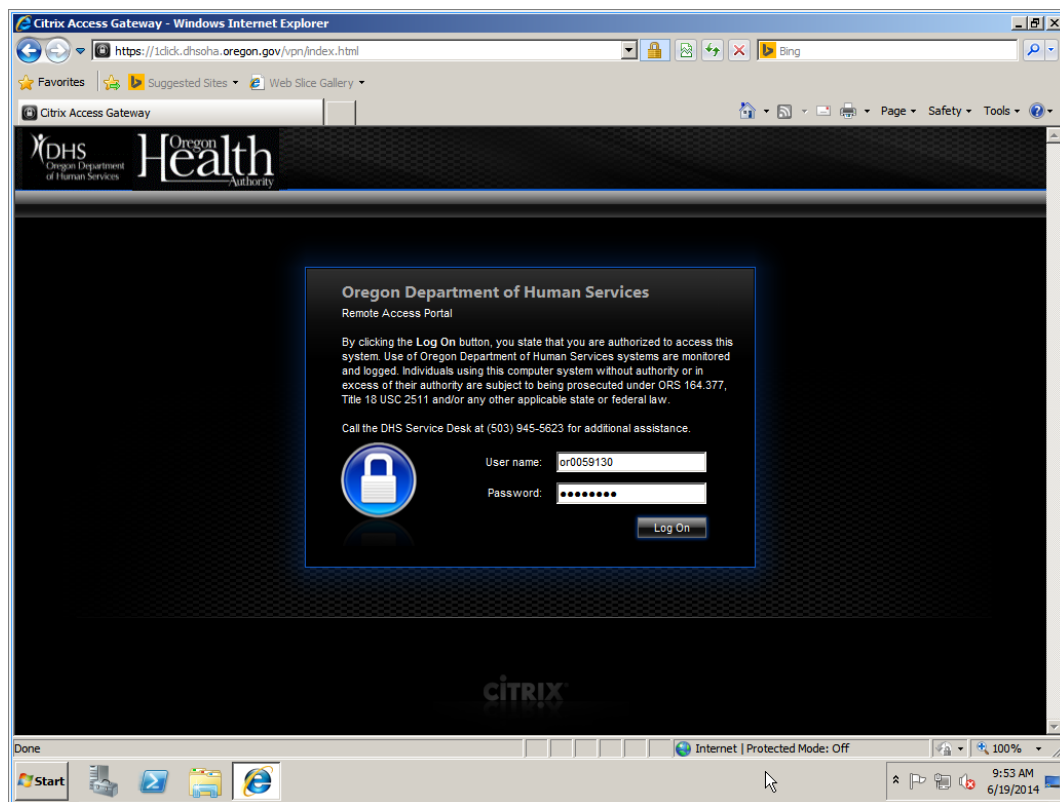 Citrix Access Gateway - Windows Internet Explorer
https://1click.dhsoha.oregon.gov/vpn/index.html
Bing
Favorites
Suggested Sites
Web Slice Gallery
Citrix Access Gateway
Page
Safety
Tools
DHS
Oregon Department
of Human Services
Oregon
Health
Authority
Oregon Department of Human Services
Remote Access Portal
By clicking the Log On button, you state that you are authorized to access this
system. Use of Oregon Department of Human Services systems are monitored
and logged. Individuals using this computer system without authority or in
excess of their authority are subject to being prosecuted under ORS 164.377,
Title 18 USC 2511 and/or any other applicable state or federal law.
Call the DHS Service Desk at (503) 945-5623 for additional assistance.
User name: or0059130
Password: ●●●●●●●●
Log On
CITRIX
Done
Internet | Protected Mode: Off
100%
Start
9:53 AM
6/19/2014